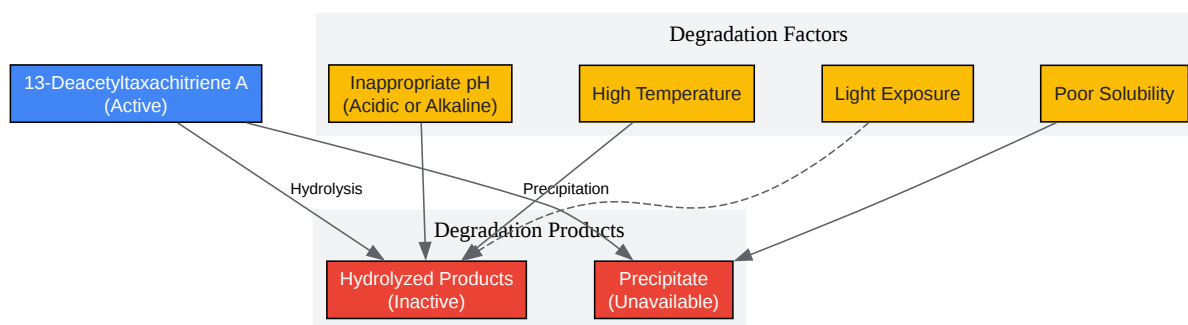 Degradation Factors
13-Deacetyltaxachitriene A
(Active)
Inappropriate pH
(Acidic or Alkaline)
High Temperature
Light Exposure
Poor Solubility
Hydrolysis
Precipitation
Degradation Products
Hydrolyzed Products
(Inactive)
Precipitate
(Unavailable)